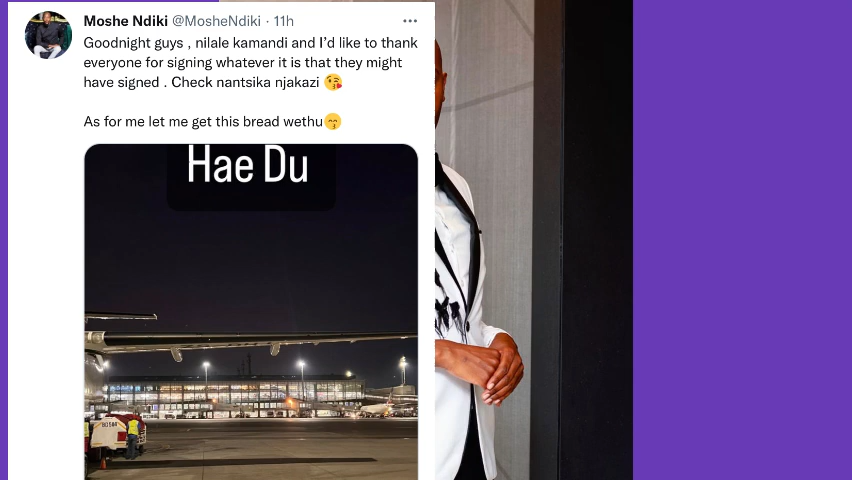 Moshe Ndiki @MosheNdiki · 11h
Goodnight guys , nilale kamandi and I'd like to thank
everyone for signing whatever it is that they might
have signed . Check nantsika njakazi 😘
As for me let me get this bread wethu😙
Hae Du